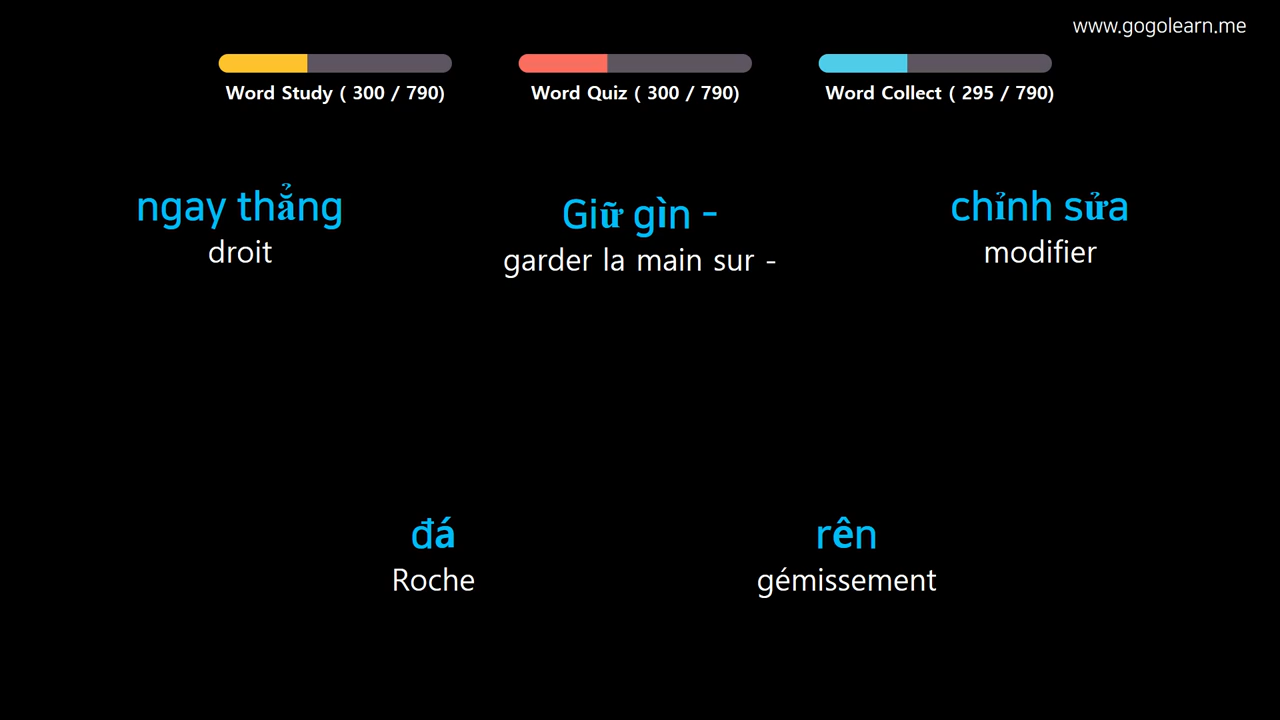 www.gogolearn.me
Word Study ( 300 / 790)
Word Quiz ( 300 / 790)
Word Collect ( 295 / 790)
ngay thẳng
droit
Giữ gìn -
garder la main sur -
chỉnh sửa
modifier
đá
Roche
rên
gémissement